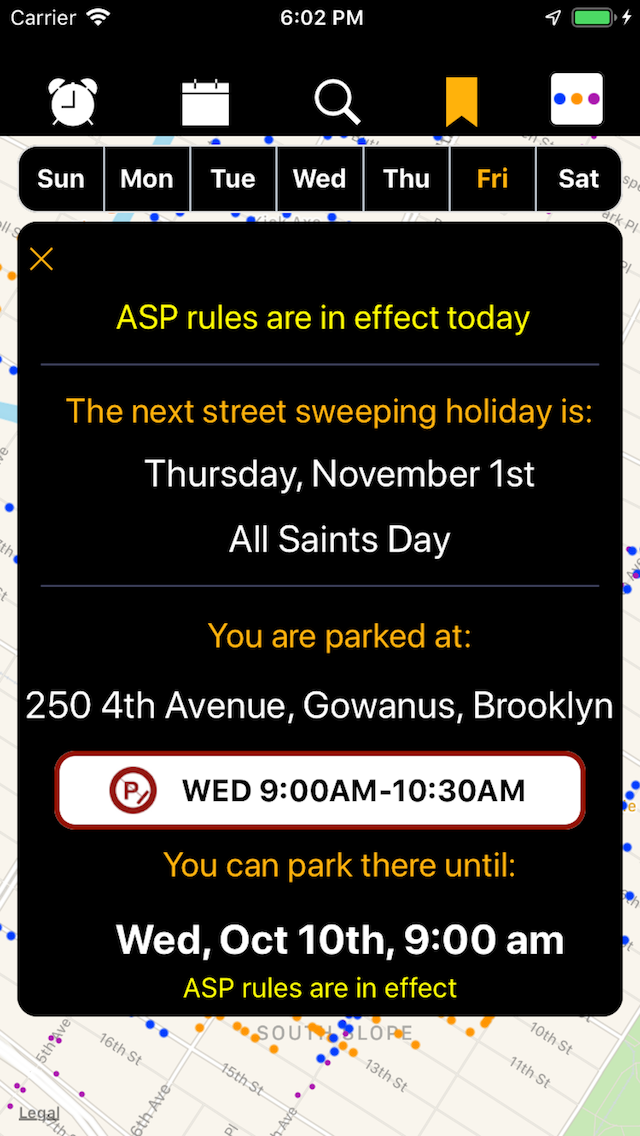 Carrier 6:02 PM
Sun Mon Tue Wed Thu Fri Sat
ASP rules are in effect today
The next street sweeping holiday is:
Thursday, November 1st
All Saints Day
You are parked at:
250 4th Avenue, Gowanus, Brooklyn
P WED 9:00AM-10:30AM
You can park there until:
Wed, Oct 10th, 9:00 am
ASP rules are in effect
SOUTH SLOPE
10th St
5th Ave
16th St
15th St
13th St
11th St
6th Ave
Legal